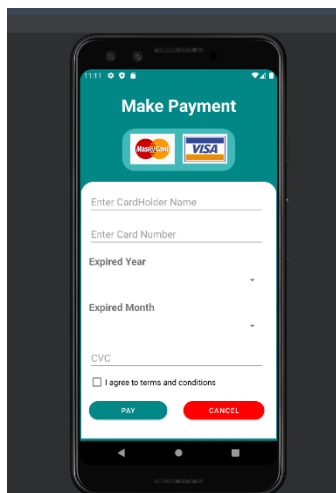 11:11
Make Payment
MasterCard VISA
Enter CardHolder Name
Enter Card Number
Expired Year
Expired Month
CVC
I agree to terms and conditions
PAY CANCEL